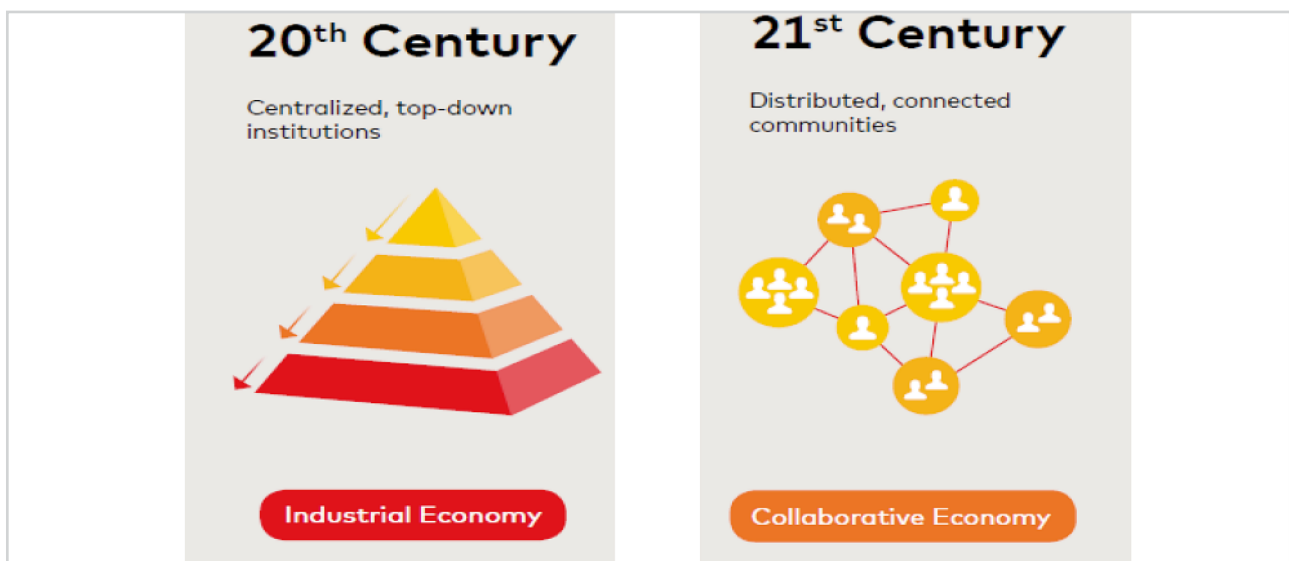 20th Century
Centralized, top-down
institutions
Industrial Economy
21st Century
Distributed, connected
communities
Collaborative Economy